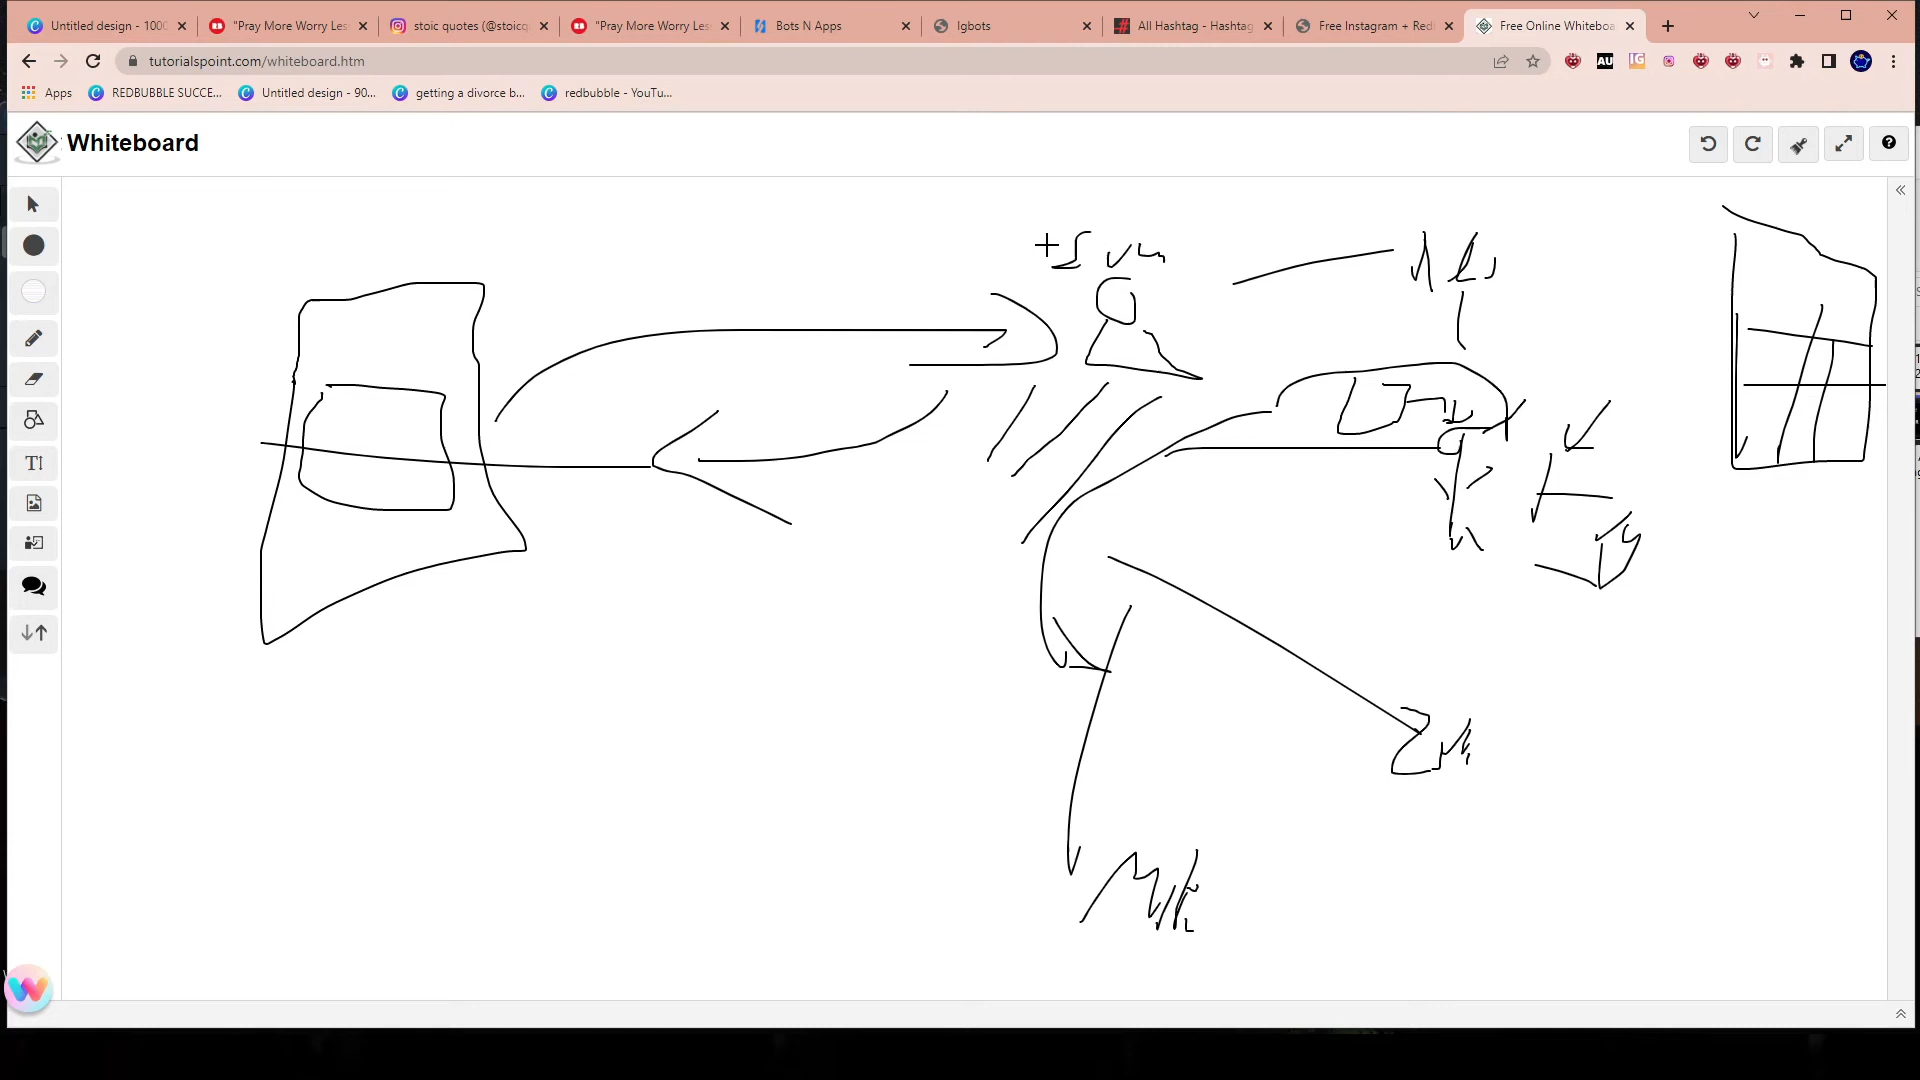 Untitled design - 1000
"Pray More Worry Les
stoic quotes (@stoicq
"Pray More Worry Les
Bots N Apps
Igbots
All Hashtag - Hashtag
Free Instagram + Red
Free Online Whiteboa
tutorialspoint.com/whiteboard.htm
AU
IG
Apps
REDBUBBLE SUCCE...
Untitled design - 90...
getting a divorce b...
redbubble - YouTu...
Whiteboard